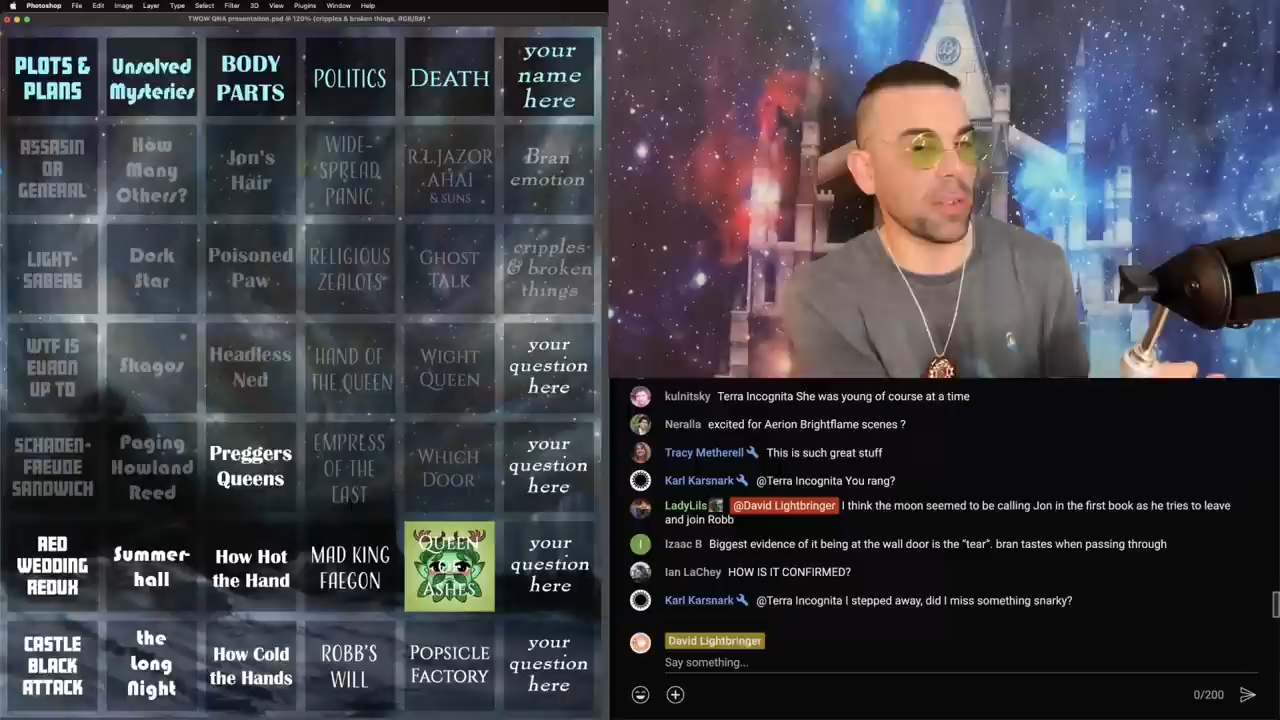 Photoshop File Edit Image Layer Type Select Filter 3D View Plugins Window Help
TWOW QNA presentaiton.psd @ 120% (cripples & broken things, RGB/8#) *
PLOTS &
PLANS
Unsolved
Mysteries
BODY
PARTS
POLITICS
DEATH
your
name
here
ASSASIN
OR
GENERAL
How
Many
Others?
Jon's
Hair
WIDE-
SPREAD
PANIC
R.L.JAZOR
AHAI
& SUNS
Bran
emotion
LIGHT-
SABERS
Dark
Star
Poisoned
Paw
RELIGIOUS
ZEALOTS
GHOST
TALK
cripples
& broken
things
WTF IS
EURON
UP TO
Skagos
Headless
Ned
HAND OF
THE QUEEN
WIGHT
QUEEN
your
question
here
SCHADEN-
FREUDE
SANDWICH
Paging
Howland
Reed
Preggers
Queens
EMPRESS
OF THE
EAST
WHICH
DOOR
your
question
here
RED
WEDDING
REDUX
Summer-
hall
How Hot
the Hand
MAD KING
FAEGON
QUEEN
OF
ASHES
your
question
here
CASTLE
BLACK
ATTACK
the
Long
Night
How Cold
the Hands
ROBB'S
WILL
POPSICLE
FACTORY
your
question
here
kulnitsky Terra Incognita She was young of course at a time
Neralla excited for Aerion Brightflame scenes ?
Tracy Metherell This is such great stuff
Karl Karsnark @Terra Incognita You rang?
LadyLils @David Lightbringer I think the moon seemed to be calling Jon in the first book as he tries to leave
and join Robb
I Izaac B Biggest evidence of it being at the wall door is the "tear". bran tastes when passing through
Ian LaChey HOW IS IT CONFIRMED?
Karl Karsnark @Terra Incognita I stepped away, did I miss something snarky?
David Lightbringer
Say something...
0/200